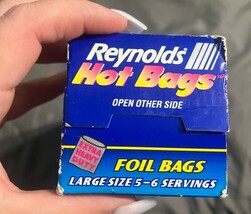 Reynolds
Hot Bags
OPEN OTHER SIDE
EXTRA
HEAVY
DUTY
FOIL BAGS
LARGE SIZE 5-6 SERVINGS